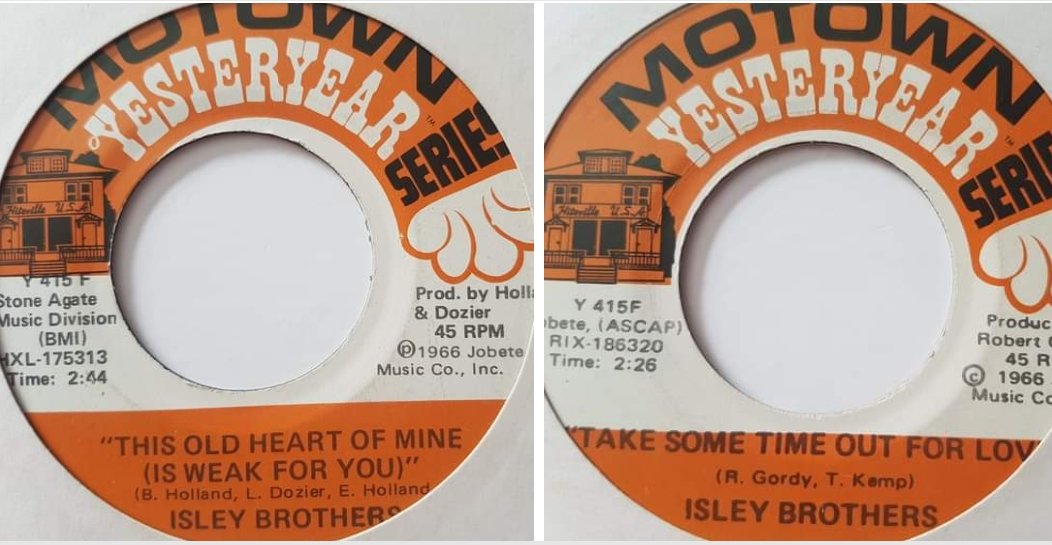 MOTOWN
YESTERYEAR™
SERIES
Hitsville U.S.A.
Y 415 F
Stone Agate
Music Division
(BMI)
HXL-175313
Time: 2:44
Prod. by Holla
& Dozier
45 RPM
℗1966 Jobete
Music Co., Inc.
"THIS OLD HEART OF MINE
(IS WEAK FOR YOU)"
(B. Holland, L. Dozier, E. Holland
ISLEY BROTHERS
MOTOWN
YESTERYEAR™
SERIE
Hitsville U.S.A.
Y 415F
bete, (ASCAP)
RIX-186320
Time: 2:26
Produc
Robert G
45 R
©1966
Music Co
"TAKE SOME TIME OUT FOR LOV
(R. Gordy, T. Kemp)
ISLEY BROTHERS